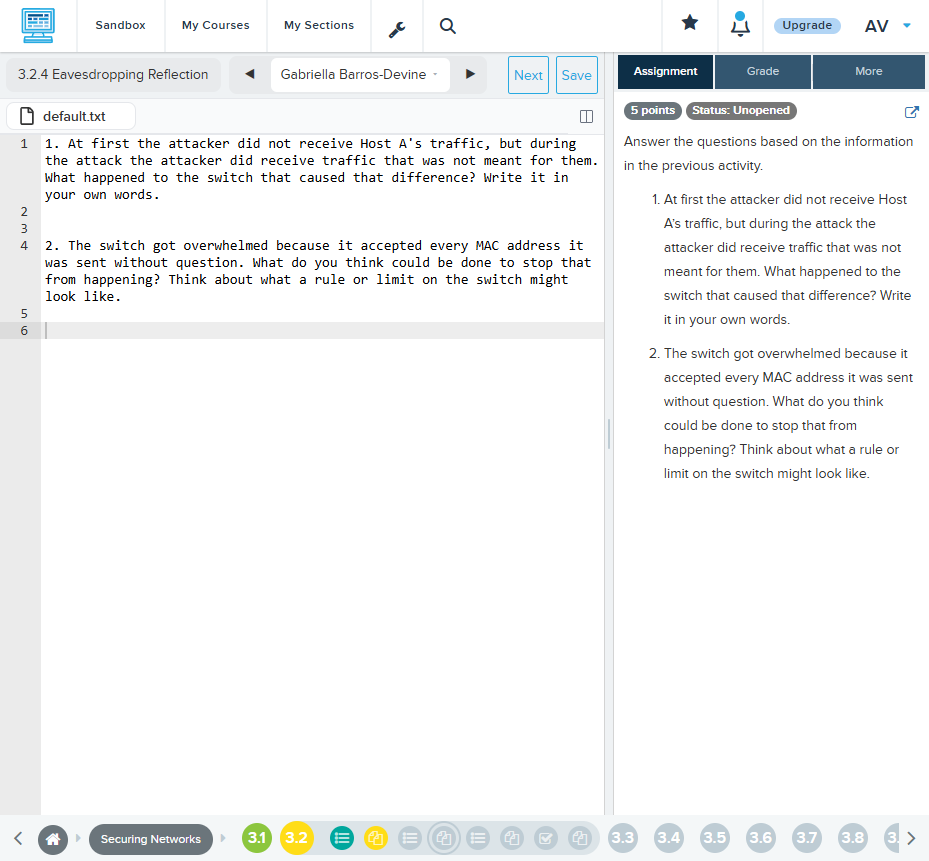 Sandbox
My Courses
My Sections
Upgrade
AV
3.2.4 Eavesdropping Reflection
Gabriella Barros-Devine
Next
Save
default.txt
1 1. At first the attacker did not receive Host A's traffic, but during
the attack the attacker did receive traffic that was not meant for them.
What happened to the switch that caused that difference? Write it in
your own words.
2
3
4 2. The switch got overwhelmed because it accepted every MAC address it
was sent without question. What do you think could be done to stop that
from happening? Think about what a rule or limit on the switch might
look like.
5
6
Assignment
Grade
More
5 points
Status: Unopened
Answer the questions based on the information
in the previous activity.
1. At first the attacker did not receive Host
A's traffic, but during the attack the
attacker did receive traffic that was not
meant for them. What happened to the
switch that caused that difference? Write
it in your own words.
2. The switch got overwhelmed because it
accepted every MAC address it was sent
without question. What do you think
could be done to stop that from
happening? Think about what a rule or
limit on the switch might look like.
Securing Networks
3.1
3.2
3.3
3.4
3.5
3.6
3.7
3.8